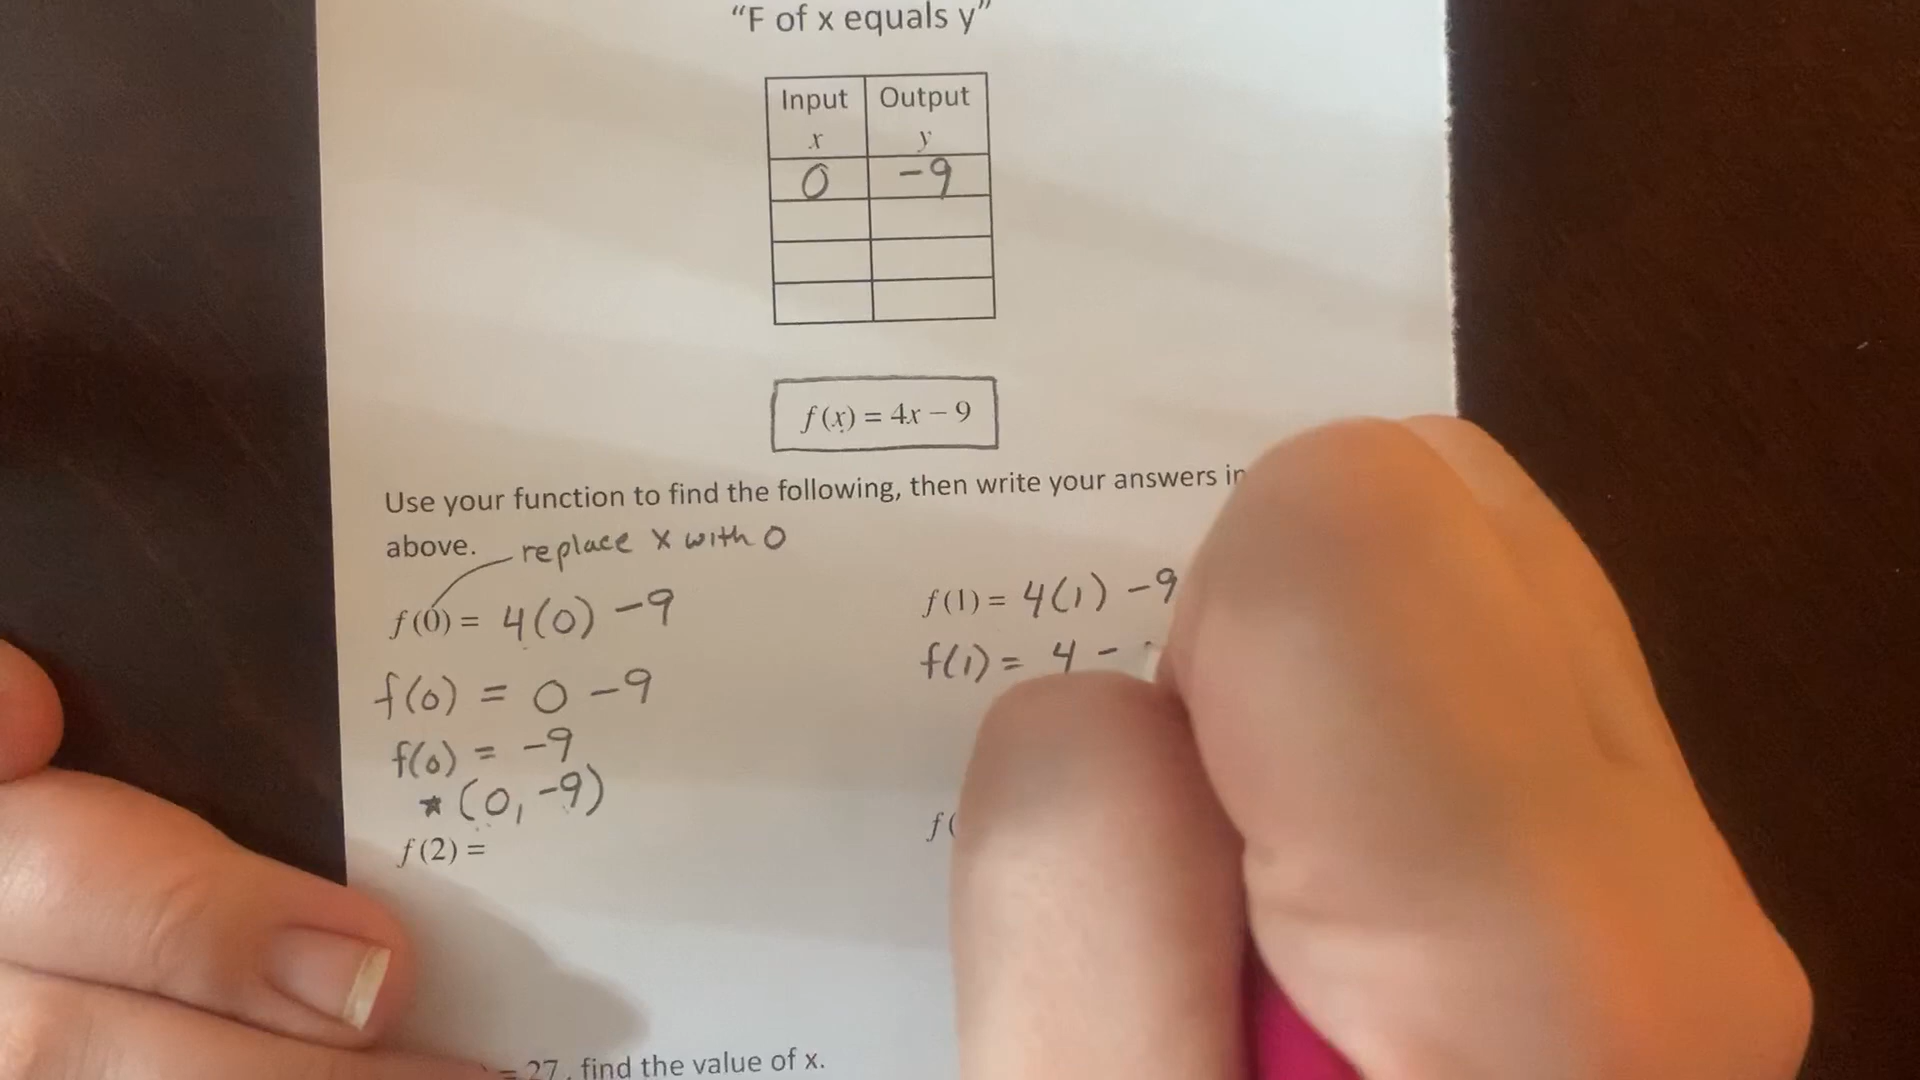 “F of x equals y”
Input Output
x y
0 -9
f(x) = 4x – 9
Use your function to find the following, then write your answers in
above. replace x with 0
f(0) = 4(0) -9
f(1) = 4(1) -9
f(0) = 0 -9
f(1) = 4 -
f(0) = -9
★ (0, -9)
f(2) =
f(
= 27, find the value of x.